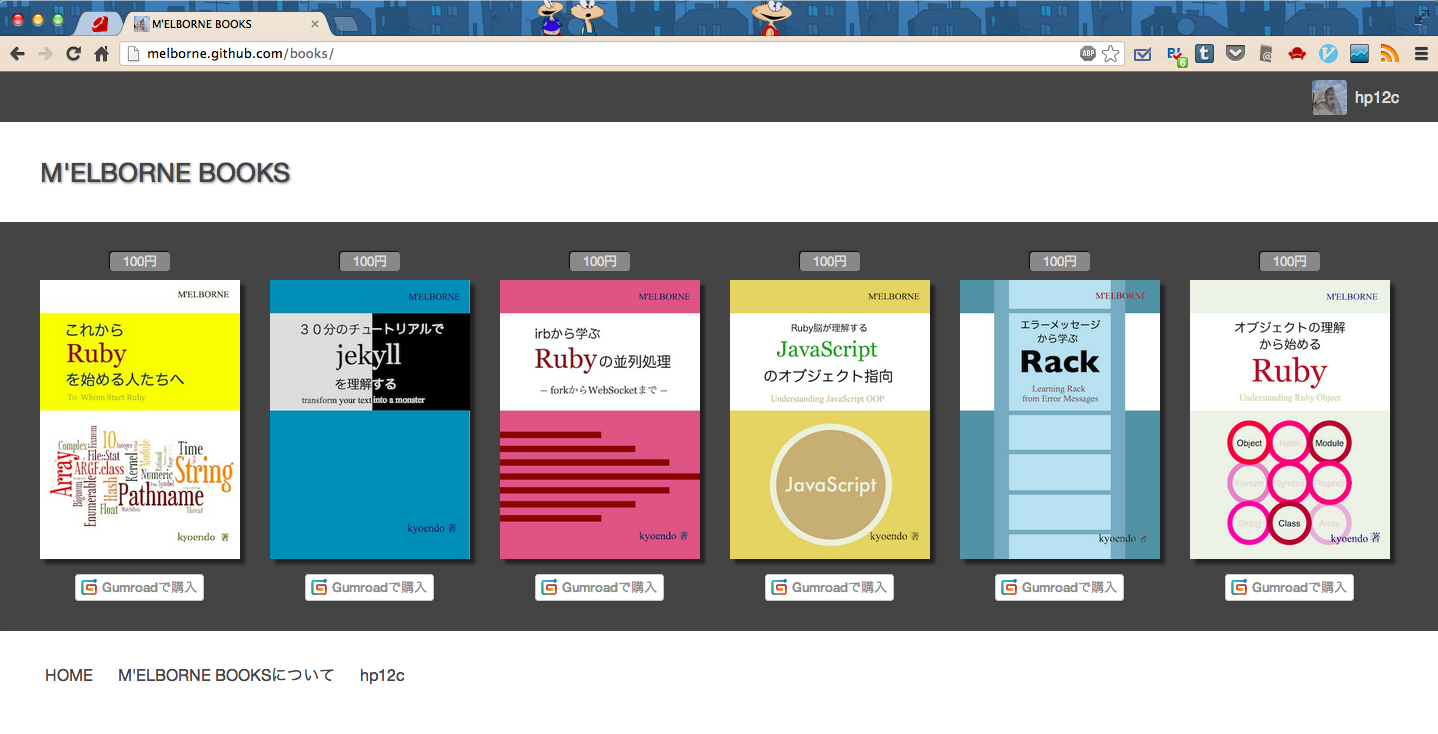 M'ELBORNE BOOKS
melborne.github.com/books/
ABP
6
hp12c
M'ELBORNE BOOKS
100円
M'ELBORNE
これから
Ruby
を始める人たちへ
To Whom Start Ruby
Complex
Fixnum
IO
Integer
Module
Time
File::Stat
Kernel
Array
ARGF.class
Numeric
String
Bignum
Enumerable
Hash
Pathname
Float
Thread
kyoendo 著
Gumroadで購入
100円
M'ELBORNE
３０分のチュートリアルで
jekyll
を理解する
transform your text into a monster
kyoendo 著
Gumroadで購入
100円
M'ELBORNE
irbから学ぶ
Rubyの並列処理
– forkからWebSocketまで –
kyoendo 著
Gumroadで購入
100円
M'ELBORNE
Ruby脳が理解する
JavaScript
のオブジェクト指向
Understanding JavaScript OOP
JavaScript
kyoendo 著
Gumroadで購入
100円
M'ELBORNE
エラーメッセージ
から学ぶ
Rack
Learning Rack
from Error Messages
kyoendo 著
Gumroadで購入
100円
M'ELBORNE
オブジェクトの理解
から始める
Ruby
Understanding Ruby Object
Object Hash Module
Fixnum Symbol Regexp
String Class Array
kyoendo 著
Gumroadで購入
HOME M'ELBORNE BOOKSについて hp12c